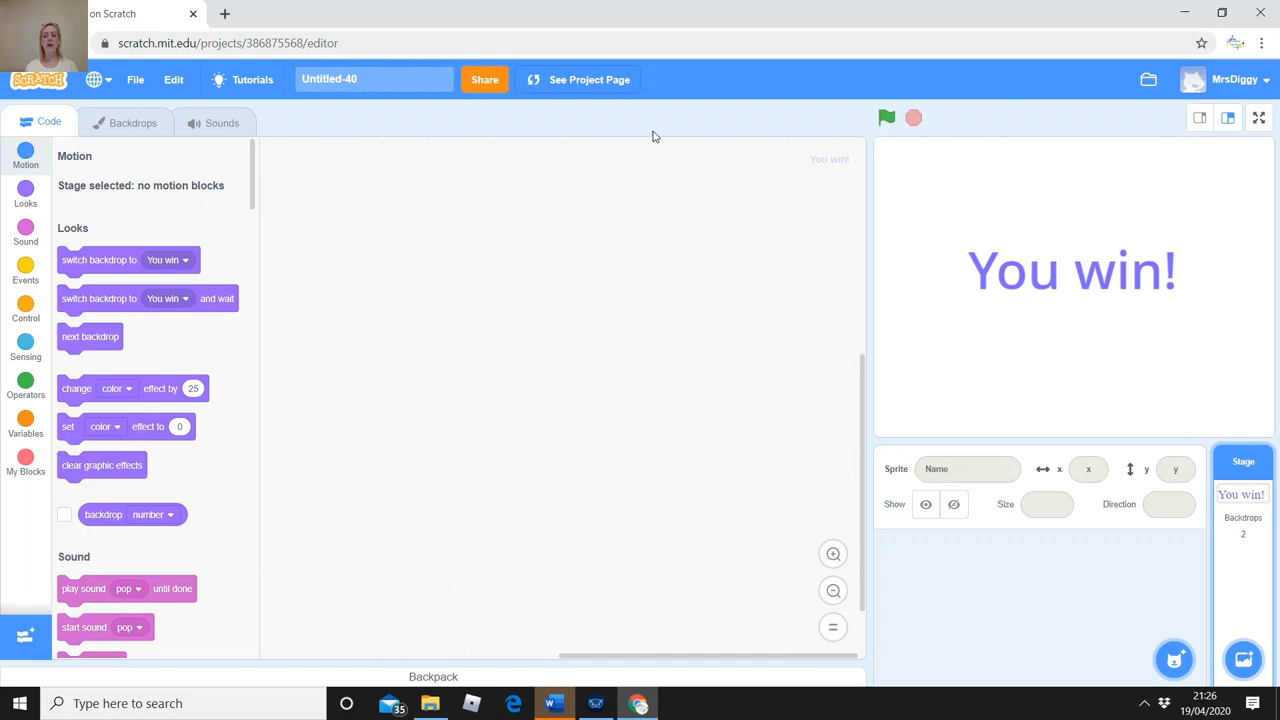 on Scratch
scratch.mit.edu/projects/386875568/editor
SCRATCH
File
Edit
Tutorials
Untitled-40
Share
See Project Page
MrsDiggy
Code
Backdrops
Sounds
Motion
Looks
Sound
Events
Control
Sensing
Operators
Variables
My Blocks
Motion
Stage selected: no motion blocks
Looks
switch backdrop to You win
switch backdrop to You win and wait
next backdrop
change color effect by 25
set color effect to 0
clear graphic effects
backdrop number
Sound
play sound pop until done
start sound pop
You win!
You win!
Sprite Name x x y y
Show Size Direction
Stage
You win!
Backdrops
2
Backpack
Type here to search
35
21:26
19/04/2020